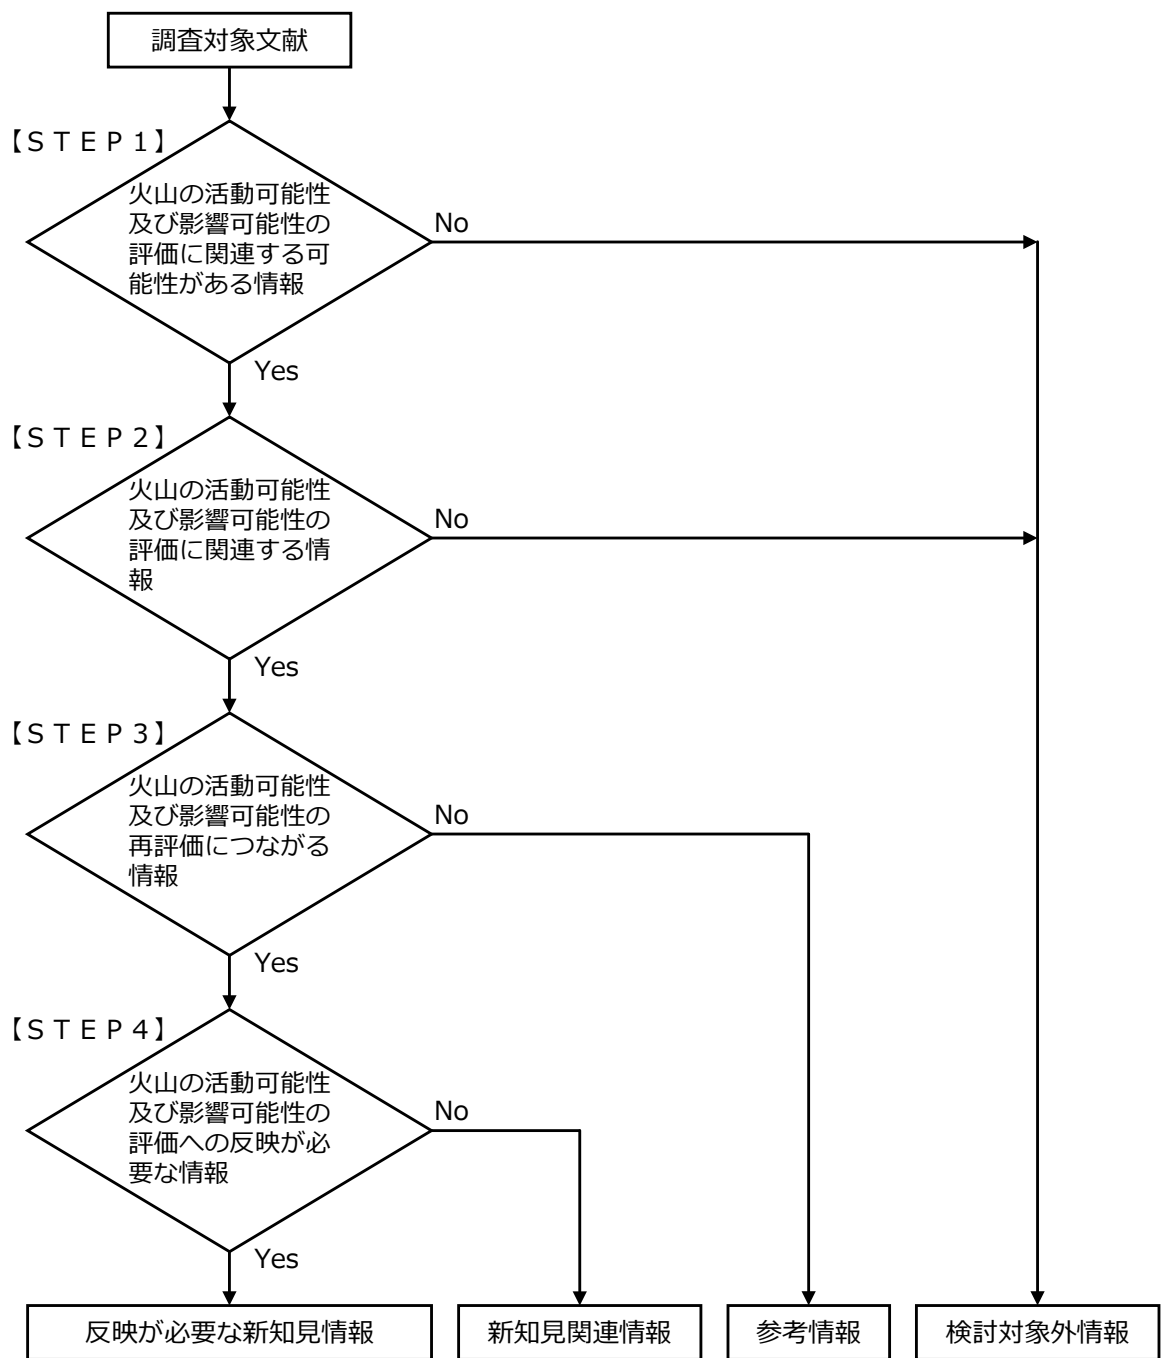 調査対象文献
【ＳＴＥＰ１】
火山の活動可能性
及び影響可能性の
評価に関連する可
能性がある情報
No
Yes
【ＳＴＥＰ２】
火山の活動可能性
及び影響可能性の
評価に関連する情
報
No
Yes
【ＳＴＥＰ３】
火山の活動可能性
及び影響可能性の
再評価につながる
情報
No
Yes
【ＳＴＥＰ４】
火山の活動可能性
及び影響可能性の
評価への反映が必
要な情報
No
Yes
反映が必要な新知見情報
新知見関連情報
参考情報
検討対象外情報